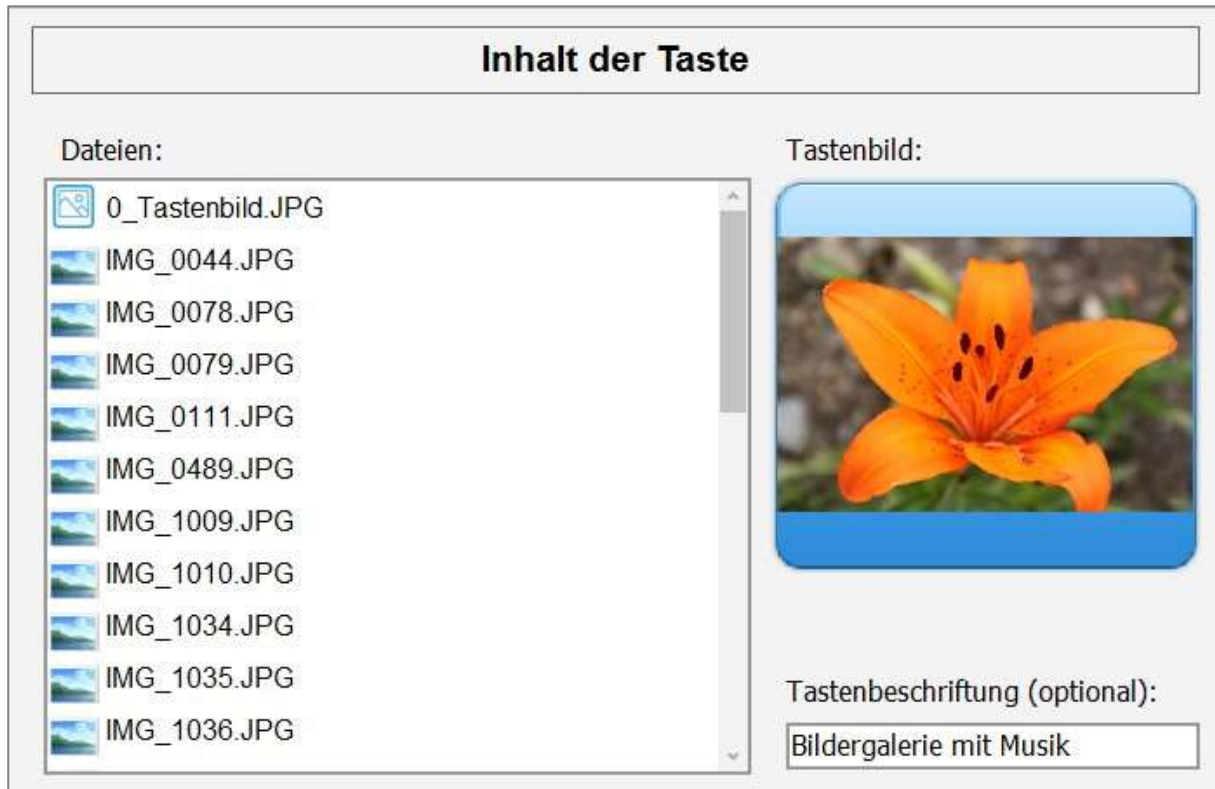 Inhalt der Taste
Dateien:
0_Tastenbild.JPG
IMG_0044.JPG
IMG_0078.JPG
IMG_0079.JPG
IMG_0111.JPG
IMG_0489.JPG
IMG_1009.JPG
IMG_1010.JPG
IMG_1034.JPG
IMG_1035.JPG
IMG_1036.JPG
Tastenbild:
Tastenbeschriftung (optional):
Bildergalerie mit Musik